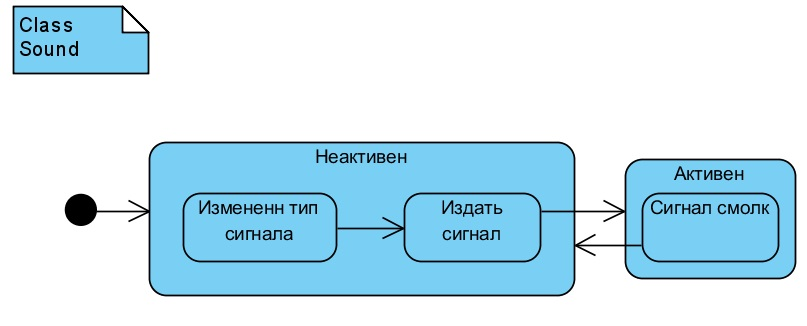 Class
Sound
Неактивен
Измененн тип
сигнала
Издать
сигнал
Активен
Сигнал смолк